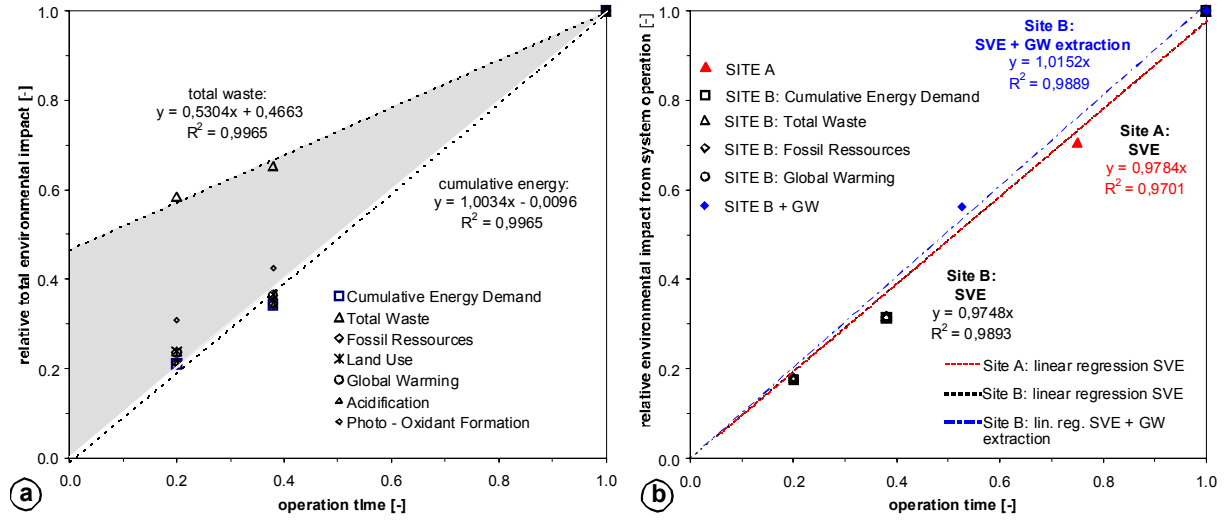 relative total environmental impact [-]
1.0
0.8
0.6
0.4
0.2
0.0
total waste:
y = 0,5304x + 0,4663
R² = 0,9965
cumulative energy:
y = 1,0034x - 0,0096
R² = 0,9965
Cumulative Energy Demand
Total Waste
Fossil Ressources
Land Use
Global Warming
Acidification
Photo - Oxidant Formation
0.0 0.2 0.4 0.6 0.8 1.0
operation time [-]
a
relative environmental impact from system operation [-]
1.0
0.8
0.6
0.4
0.2
0.0
SITE A
SITE B: Cumulative Energy Demand
SITE B: Total Waste
SITE B: Fossil Ressources
SITE B: Global Warming
SITE B + GW
Site B:
SVE + GW extraction
y = 1,0152x
R² = 0,9889
Site A:
SVE
y = 0,9784x
R² = 0,9701
Site B:
SVE
y = 0,9748x
R² = 0,9893
Site A: linear regression SVE
Site B: linear regression SVE
Site B: lin. reg. SVE + GW
extraction
0.0 0.2 0.4 0.6 0.8 1.0
operation time [-]
b